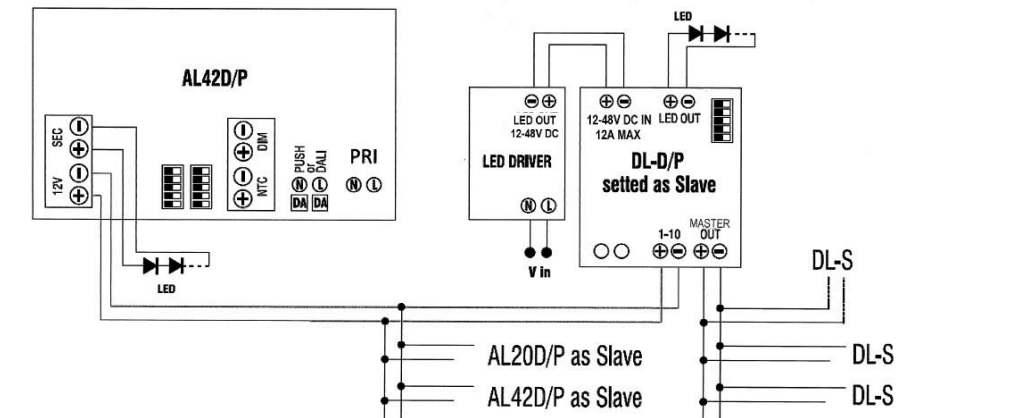 AL42D/P
SEC
12V
DIM
NTC
PUSH
or
DALI
N L
DA DA
PRI
N L
LED
LED OUT
12-48V DC
LED DRIVER
N L
V in
LED
12-48V DC IN
12A MAX
LED OUT
DL-D/P
setted as Slave
1-10
MASTER
OUT
DL-S
AL20D/P as Slave
DL-S
AL42D/P as Slave
DL-S